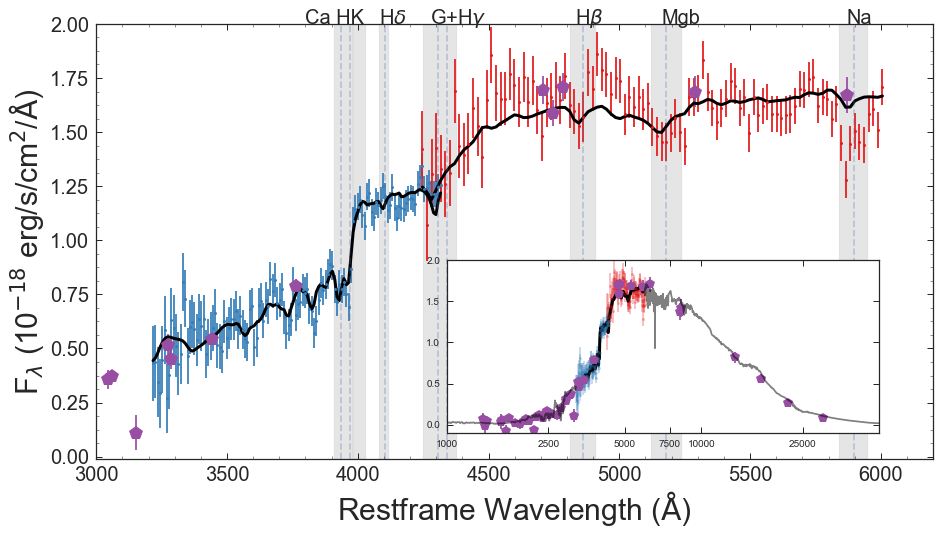 Ca HK Hδ G+Hγ Hβ Mgb Na
2.00
1.75
1.50
1.25
1.00
0.75
0.50
0.25
0.00
F_λ (10^{-18} erg/s/cm^2/Å)
3000 3500 4000 4500 5000 5500 6000
Restframe Wavelength (Å)
2.0
1.5
1.0
0.5
0.0
1000 2500 5000 7500 10000 25000